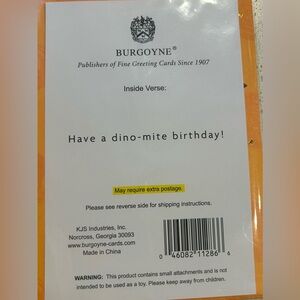 BURGOYNE®
Publishers of Fine Greeting Cards Since 1907
Inside Verse:
Have a dino-mite birthday!
May require extra postage.
Please see reverse side for shipping instructions.
KJS Industries, Inc.
Norcross, Georgia 30093
www.burgoyne-cards.com
Made in China
0 46082 11286 6
WARNING: This product contains small attachments and is not
intended to be used as a toy. Please keep away from children.